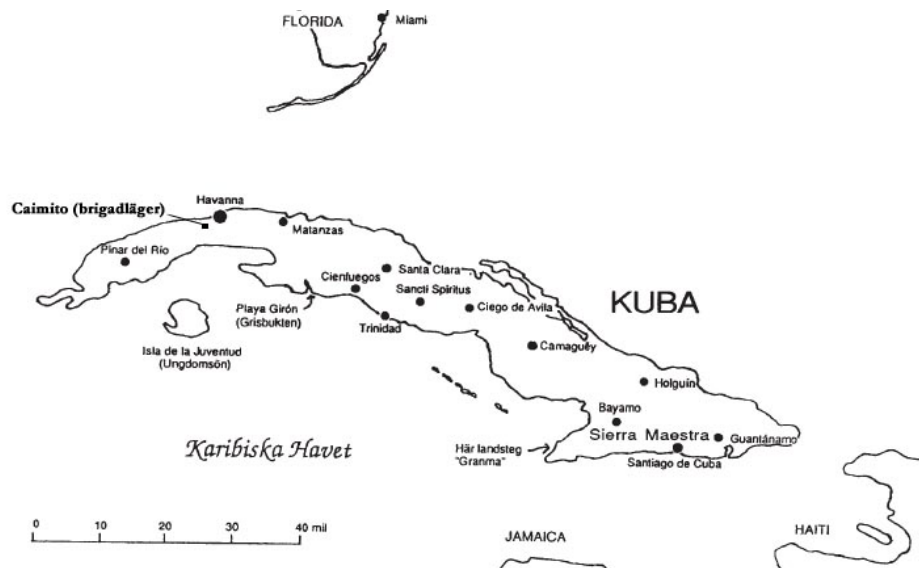 FLORIDA
Miami
Havanna
Caimito (brigadläger)
Matanzas
Pinar del Río
Santa Clara
Cienfuegos
Sancti Spiritus
Playa Girón
(Grisbukten)
Ciego de Avila
KUBA
Trinidad
Isla de la Juventud
(Ungdomsön)
Camagüey
Holguín
Bayamo
Sierra Maestra
Guantánamo
Karibiska Havet
Här landsteg
"Granma"
Santiago de Cuba
0 10 20 30 40 mil
JAMAICA
HAITI